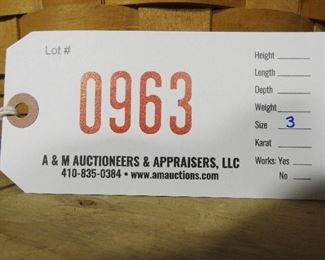 Lot #
0963
A & M AUCTIONEERS & APPRAISERS, LLC
410-835-0384 • www.amauctions.com
Height
Length
Depth
Weight
Size 3
Karat
Works: Yes
No